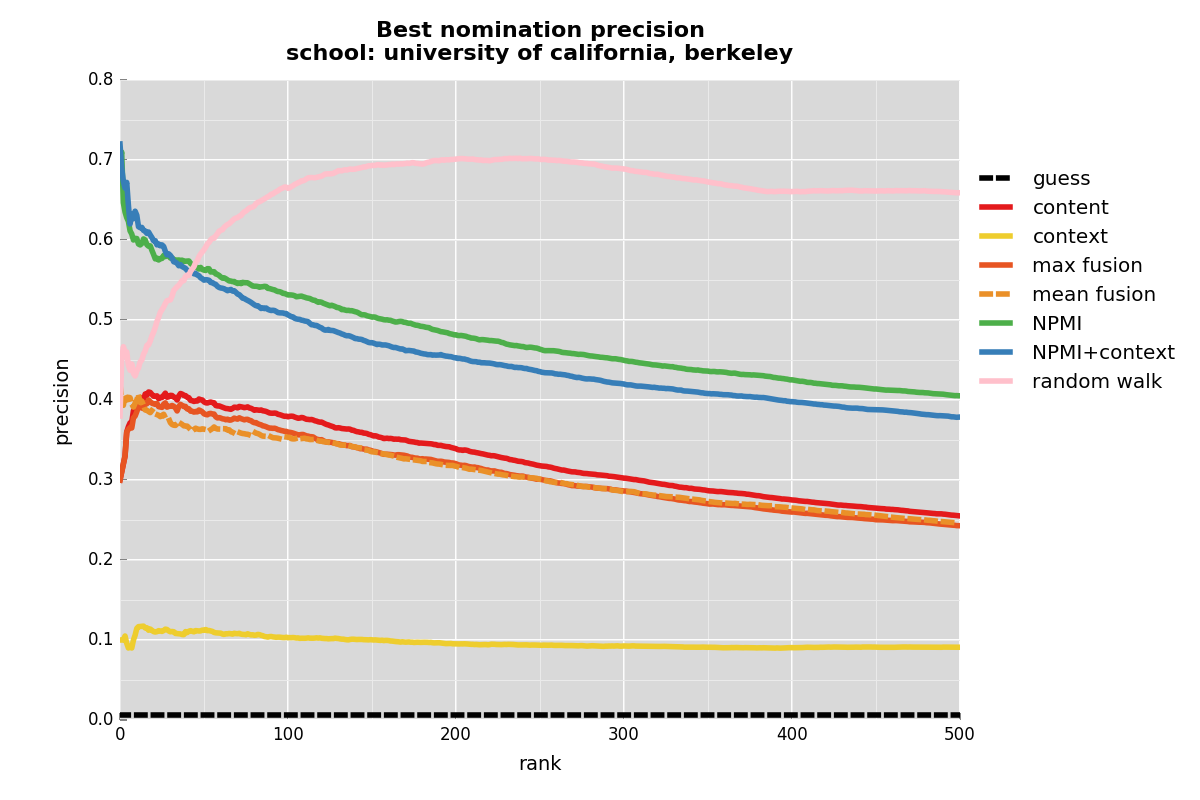 Best nomination precision
school: university of california, berkeley
precision
0.8
0.7
0.6
0.5
0.4
0.3
0.2
0.1
0.0
0
100
200
300
400
500
rank
guess
content
context
max fusion
mean fusion
NPMI
NPMI+context
random walk